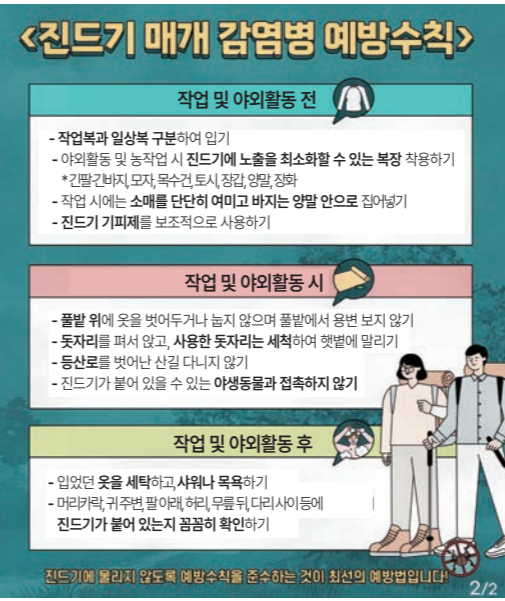 <진드기 매개 감염병 예방수칙>
작업 및 야외활동 전
- 작업복과 일상복 구분하여 입기
- 야외활동 및 농작업 시 진드기에 노출을 최소화할 수 있는 복장 착용하기
*긴팔·긴바지, 모자, 목수건, 토시, 장갑, 양말, 장화
- 작업 시에는 소매를 단단히 여미고 바지는 양말 안으로 집어넣기
- 진드기 기피제를 보조적으로 사용하기
작업 및 야외활동 시
- 풀밭 위에 옷을 벗어두거나 눕지 않으며 풀밭에서 용변 보지 않기
- 돗자리를 펴서 앉고, 사용한 돗자리는 세척하여 햇볕에 말리기
- 등산로를 벗어난 산길 다니지 않기
- 진드기가 붙어 있을 수 있는 야생동물과 접촉하지 않기
작업 및 야외활동 후
- 입었던 옷을 세탁하고, 샤워나 목욕하기
- 머리카락, 귀 주변, 팔 아래, 허리, 무릎 뒤, 다리 사이 등에
진드기가 붙어 있는지 꼼꼼히 확인하기
진드기에 물리지 않도록 예방수칙을 준수하는 것이 최선의 예방법입니다!
2/2